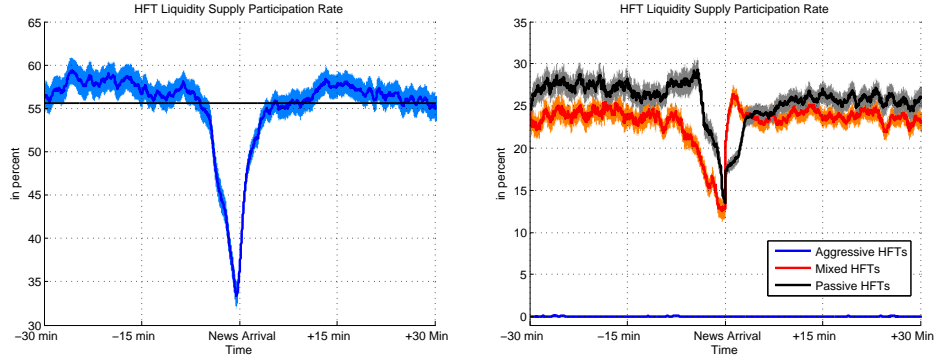 HFT Liquidity Supply Participation Rate
65
60
55
50
45
40
35
30
in percent
-30 min
-15 min
News Arrival
+15 min
+30 Min
Time
HFT Liquidity Supply Participation Rate
35
30
25
20
15
10
5
0
in percent
Aggressive HFTs
Mixed HFTs
Passive HFTs
-30 min
-15 min
News Arrival
+15 min
+30 Min
Time